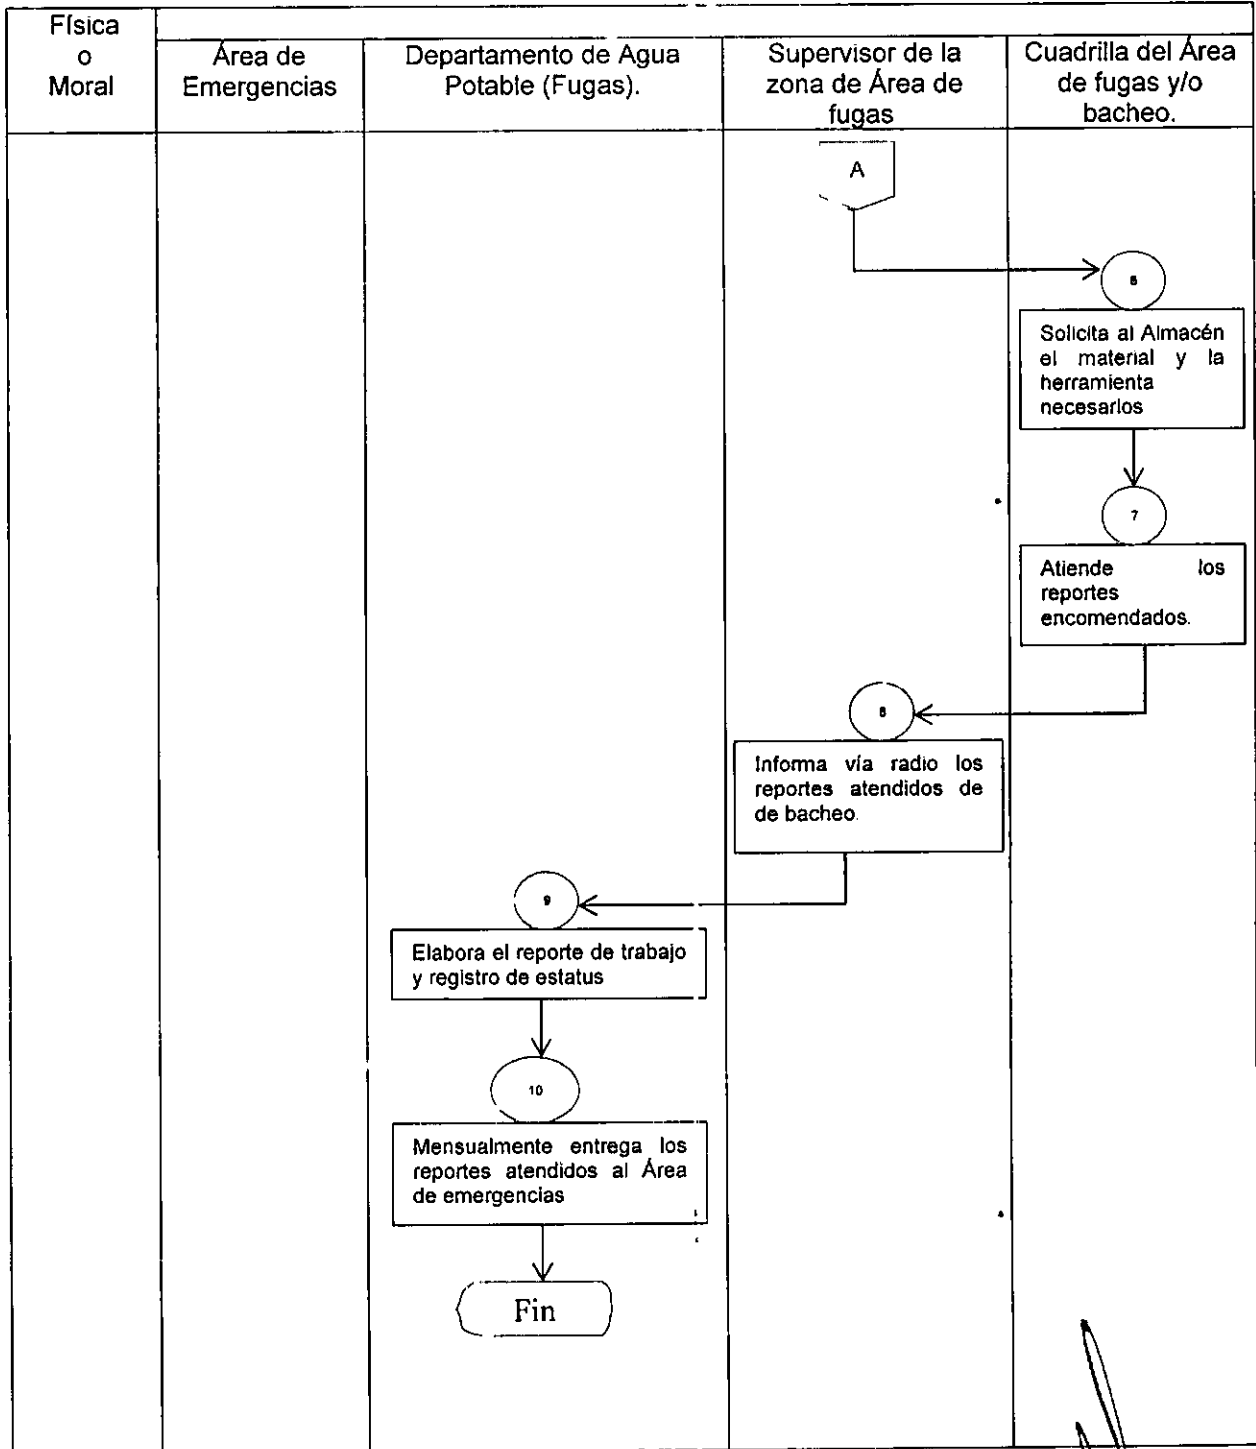 Física
o
Moral
Área de
Emergencias
Departamento de Agua
Potable (Fugas).
Supervisor de la
zona de Área de
fugas
Cuadrilla del Área
de fugas y/o
bacheo.
A
6
Solicita al Almacén
el material y la
herramienta
necesarios
7
Atiende los
reportes
encomendados.
8
Informa vía radio los
reportes atendidos de
de bacheo.
9
Elabora el reporte de trabajo
y registro de estatus
10
Mensualmente entrega los
reportes atendidos al Área
de emergencias
Fin